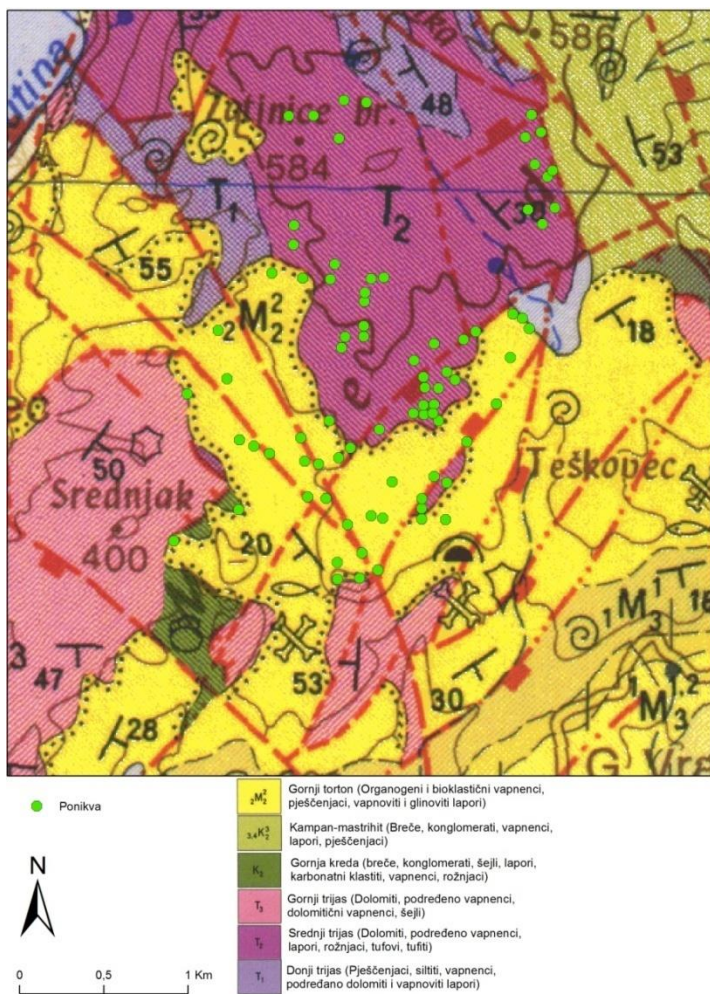 586
48
Tuhinice br.
584
53
T₁
T₂
55
₂M₂²
18
50
Srednjak
400
Teškovec
20
₁M₃¹
16
47
53
30
28
₁M₃¹,²
G. Vre
Ponikva
N
0 0,5 1 Km
₂M₂² Gornji torton (Organogeni i bioklastični vapnenci,
pješčenjaci, vapnoviti i glinoviti lapori)
₃,₄K₂³ Kampan-mastrihit (Breče, konglomerati, vapnenci,
lapori, pješčenjaci)
K₂ Gornja kreda (breče, konglomerati, šejli, lapori,
karbonatni klastiti, vapnenci, rožnjaci)
T₃ Gornji trijas (Dolomiti, podređeno vapnenci,
dolomitični vapnenci, šejli)
T₂ Srednji trijas (Dolomiti, podređeno vapnenci,
lapori, rožnjaci, tufovi, tufiti)
T₁ Donji trijas (Pješčenjaci, siltiti, vapnenci,
podređano dolomiti i vapnoviti lapori)